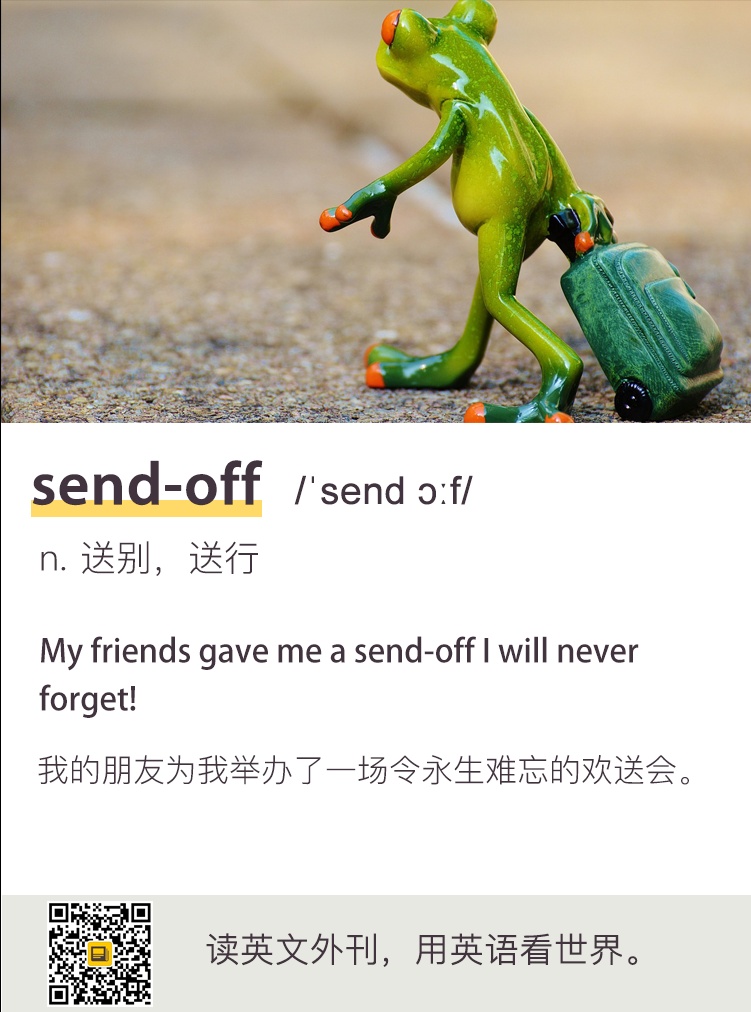 send-off /ˈsend ɔːf/
n. 送别，送行
My friends gave me a send-off I will never
forget!
我的朋友为我举办了一场令永生难忘的欢送会。
读英文外刊，用英语看世界。